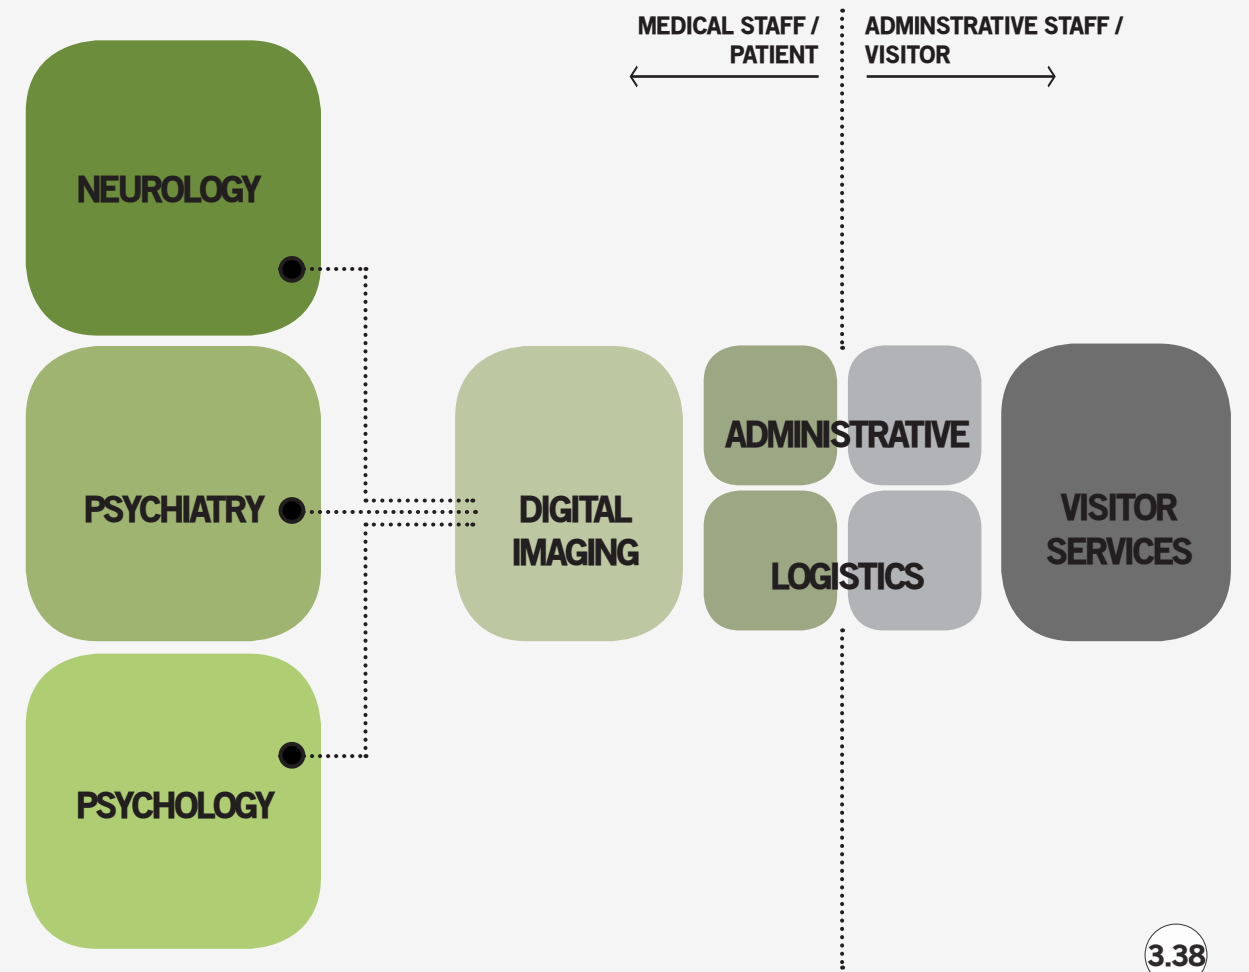 MEDICAL STAFF /
PATIENT
ADMINSTRATIVE STAFF /
VISITOR
NEUROLOGY
PSYCHIATRY
PSYCHOLOGY
DIGITAL
IMAGING
ADMINISTRATIVE
LOGISTICS
VISITOR
SERVICES
3.38